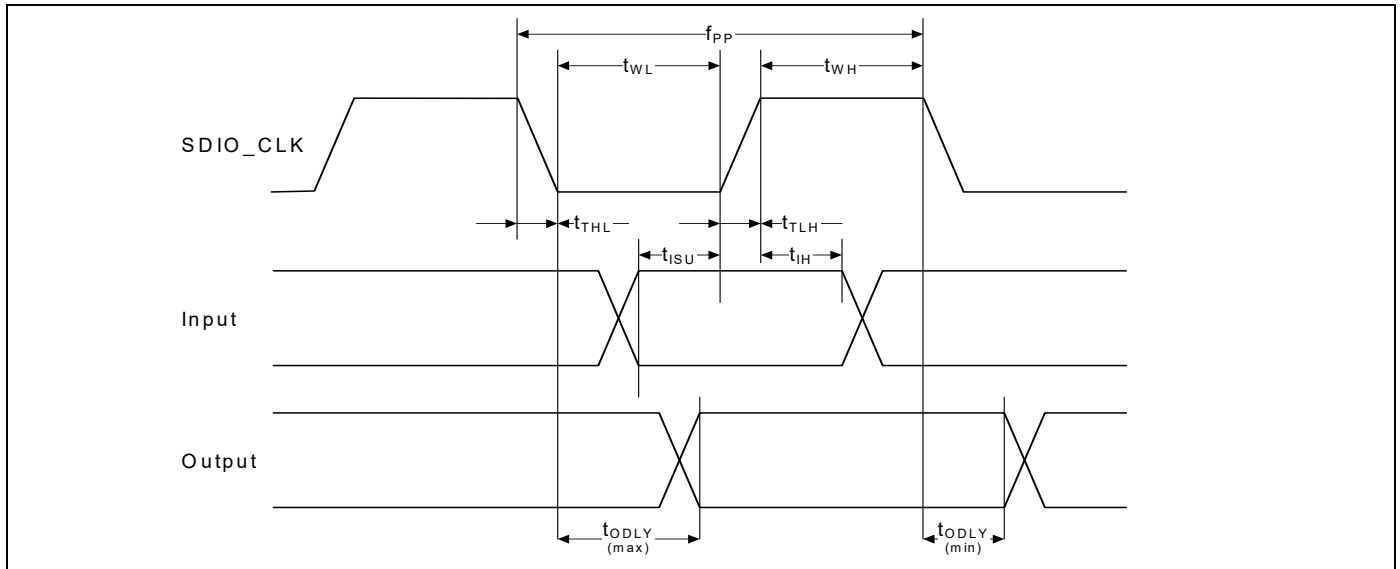 fPP
tWL tWH
SDIO_CLK
tTHL tTLH
tISU tIH
Input
Output
tODLY tODLY
(max) (min)